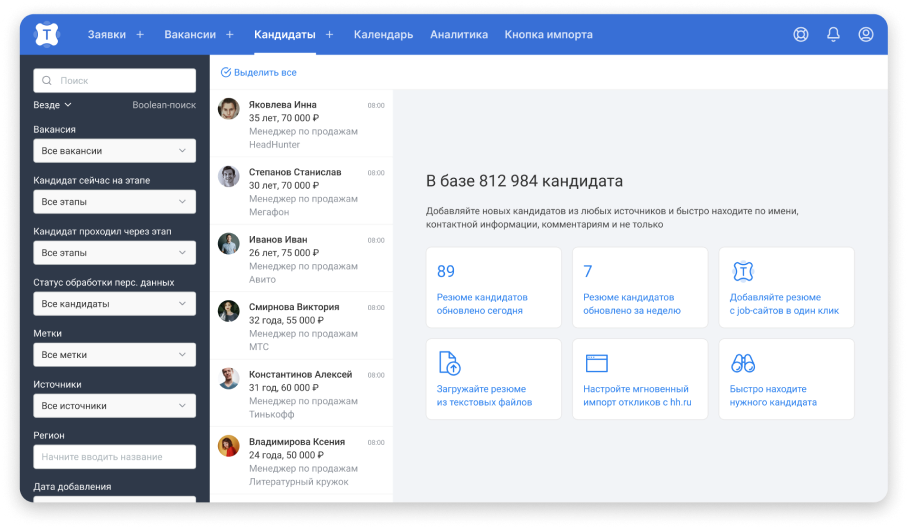 T
Заявки +
Вакансии +
Кандидаты +
Календарь
Аналитика
Кнопка импорта
Поиск
Везде
Boolean-поиск
Вакансия
Все вакансии
Кандидат сейчас на этапе
Все этапы
Кандидат проходил через этап
Все этапы
Статус обработки перс. данных
Все кандидаты
Метки
Все метки
Источники
Все источники
Регион
Начните вводить название
Дата добавления
Выделить все
Яковлева Инна 08:00
35 лет, 70 000 ₽
Менеджер по продажам
HeadHunter
Степанов Станислав 08:00
30 лет, 70 000 ₽
Менеджер по продажам
Мегафон
Иванов Иван 08:00
26 лет, 75 000 ₽
Менеджер по продажам
Авито
Смирнова Виктория 08:00
32 года, 55 000 ₽
Менеджер по продажам
МТС
Константинов Алексей 08:00
31 год, 60 000 ₽
Менеджер по продажам
Тинькофф
Владимирова Ксения 08:00
24 года, 50 000 ₽
Менеджер по продажам
Литературный кружок
В базе 812 984 кандидата
Добавляйте новых кандидатов из любых источников и быстро находите по имени,
контактной информации, комментариям и не только
89
Резюме кандидатов
обновлено сегодня
7
Резюме кандидатов
обновлено за неделю
T
Добавляйте резюме
с job-сайтов в один клик
Загружайте резюме
из текстовых файлов
Настройте мгновенный
импорт откликов с hh.ru
Быстро находите
нужного кандидата